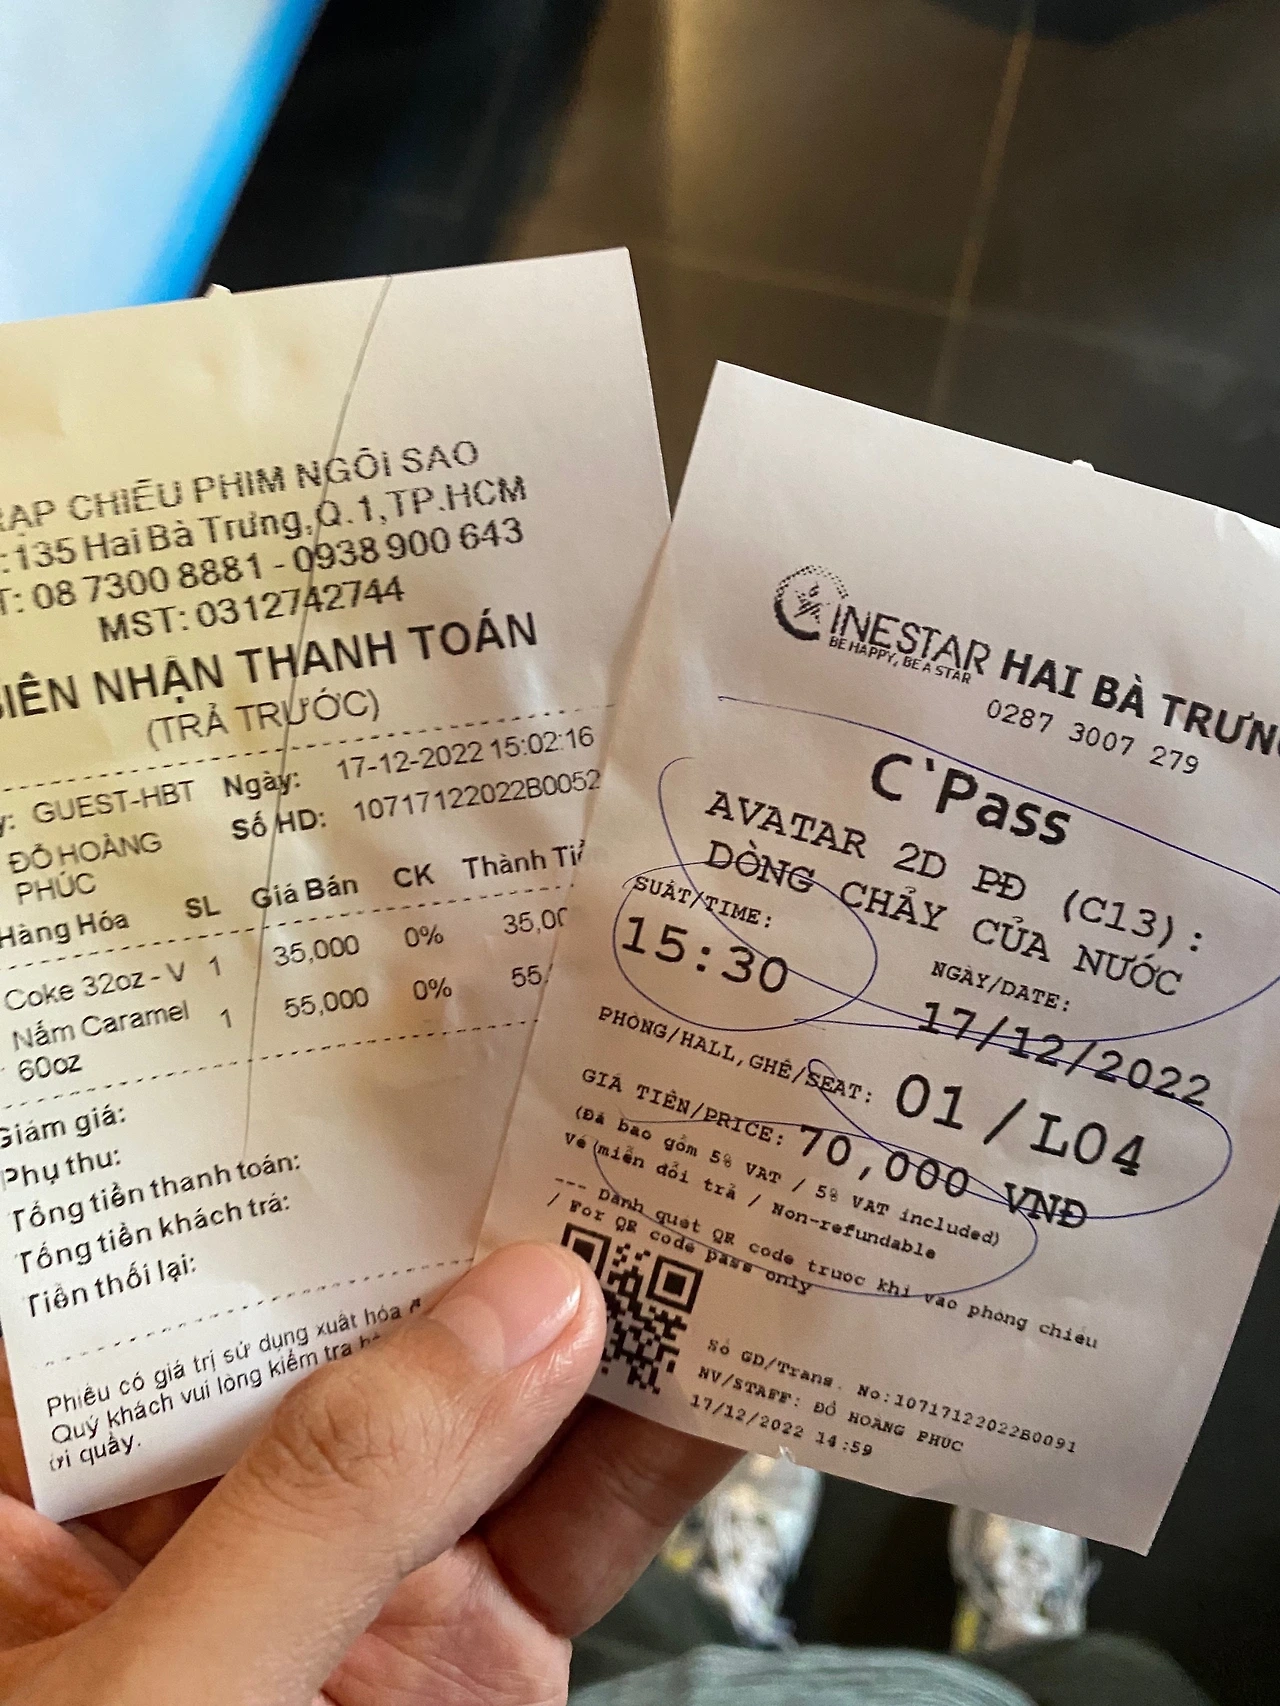 RẠP CHIẾU PHIM NGÔI SAO
: 135 Hai Bà Trưng, Q.1, TP.HCM
T: 08 7300 8881 - 0938 900 643
MST: 0312742744
BIÊN NHẬN THANH TOÁN
(TRẢ TRƯỚC)
y: GUEST-HBT Ngày: 17-12-2022 15:02:16
ĐỖ HOÀNG PHÚC Số HD: 10717122022B0052
Hàng Hóa SL Giá Bán CK Thành Tiề
Coke 32oz - V 1 35,000 0% 35,00
Nắm Caramel 1 55,000 0% 55,
60oz
Giảm giá:
Phụ thu:
Tổng tiền thanh toán:
Tổng tiền khách trả:
Tiền thối lại:
Phiếu có giá trị sử dụng xuất hóa
Quý khách vui lòng kiểm tra
quầy.
CINESTAR HAI BÀ TRƯNG
BE HAPPY, BE A STAR
0287 3007 279
C'Pass
AVATAR 2D PĐ (C13):
DÒNG CHẢY CỦA NƯỚC
SUẤT/TIME:
15:30
NGÀY/DATE:
17/12/2022
PHÒNG/HALL,GHẾ/SEAT: 01/L04
GIÁ TIỀN/PRICE: 70,000 VNĐ
(Đã bao gồm 5% VAT / 5% VAT included)
Vé miễn đổi trả / Non-refundable
--- Dành quét QR code trước khi vào phòng chiếu
/ For QR code pass only
Số GD/Trans. No:10717122022B0091
NV/STAFF: ĐỖ HOÀNG PHÚC
17/12/2022 14:59